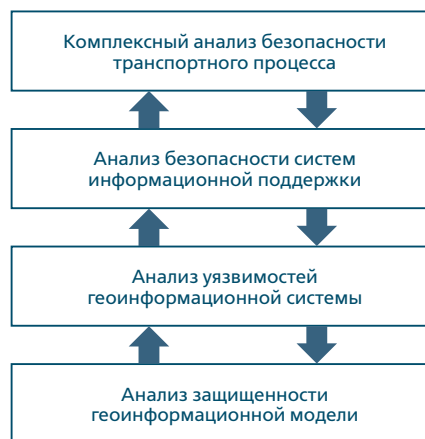 Комплексный анализ безопасности
транспортного процесса
Анализ безопасности систем
информационной поддержки
Анализ уязвимостей
геоинформационной системы
Анализ защищенности
геоинформационной модели